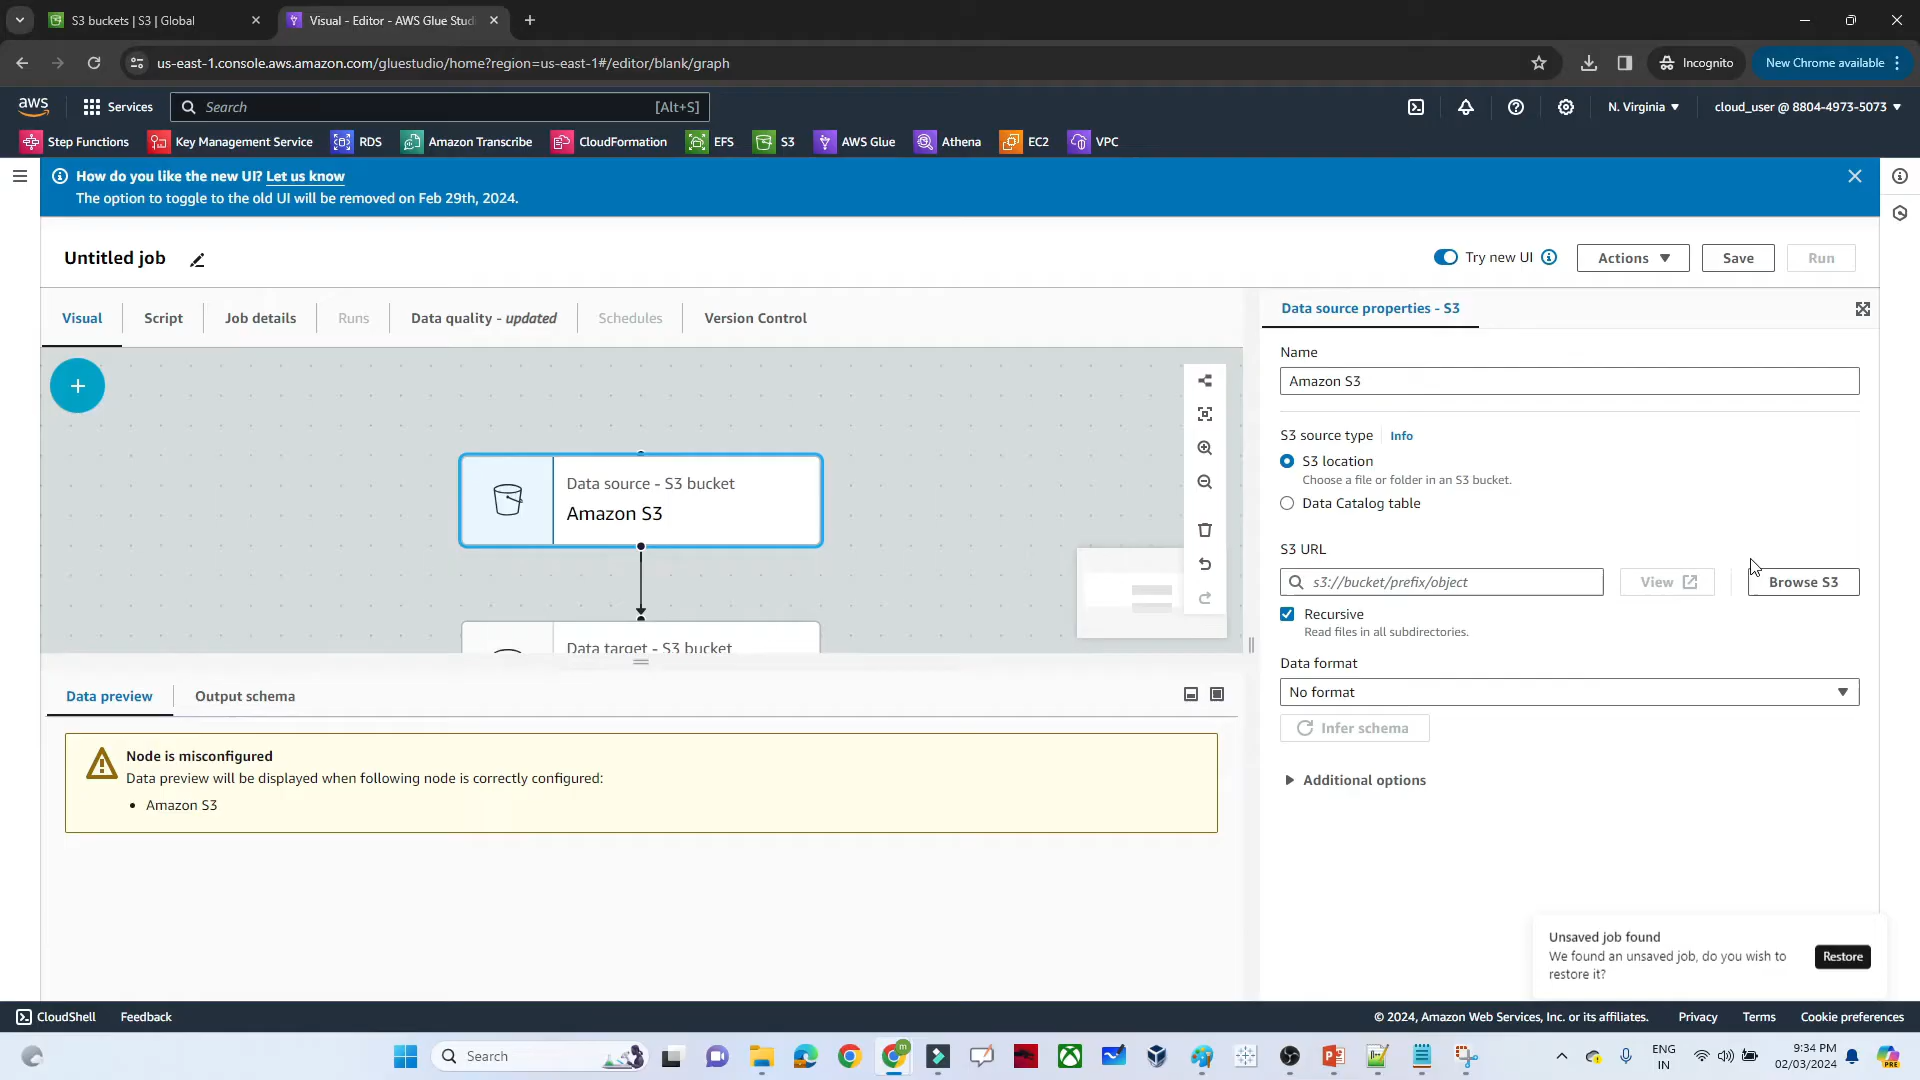 S3 buckets | S3 | Global
Visual - Editor - AWS Glue Stud
us-east-1.console.aws.amazon.com/gluestudio/home?region=us-east-1#/editor/blank/graph
Incognito
New Chrome available
aws
Services
Search
[Alt+S]
N. Virginia
cloud_user @ 8804-4973-5073
Step Functions
Key Management Service
RDS
Amazon Transcribe
CloudFormation
EFS
S3
AWS Glue
Athena
EC2
VPC
How do you like the new UI? Let us know
The option to toggle to the old UI will be removed on Feb 29th, 2024.
Untitled job
Try new UI
Actions
Save
Run
Visual
Script
Job details
Runs
Data quality - updated
Schedules
Version Control
Data source - S3 bucket
Amazon S3
Data target - S3 bucket
Data preview
Output schema
Node is misconfigured
Data preview will be displayed when following node is correctly configured:
• Amazon S3
Data source properties - S3
Name
Amazon S3
S3 source type
Info
S3 location
Choose a file or folder in an S3 bucket.
Data Catalog table
S3 URL
s3://bucket/prefix/object
View
Browse S3
Recursive
Read files in all subdirectories.
Data format
No format
Infer schema
Additional options
Unsaved job found
We found an unsaved job, do you wish to
restore it?
Restore
CloudShell
Feedback
© 2024, Amazon Web Services, Inc. or its affiliates.
Privacy
Terms
Cookie preferences
Search
ENG
IN
9:34 PM
02/03/2024
PRE